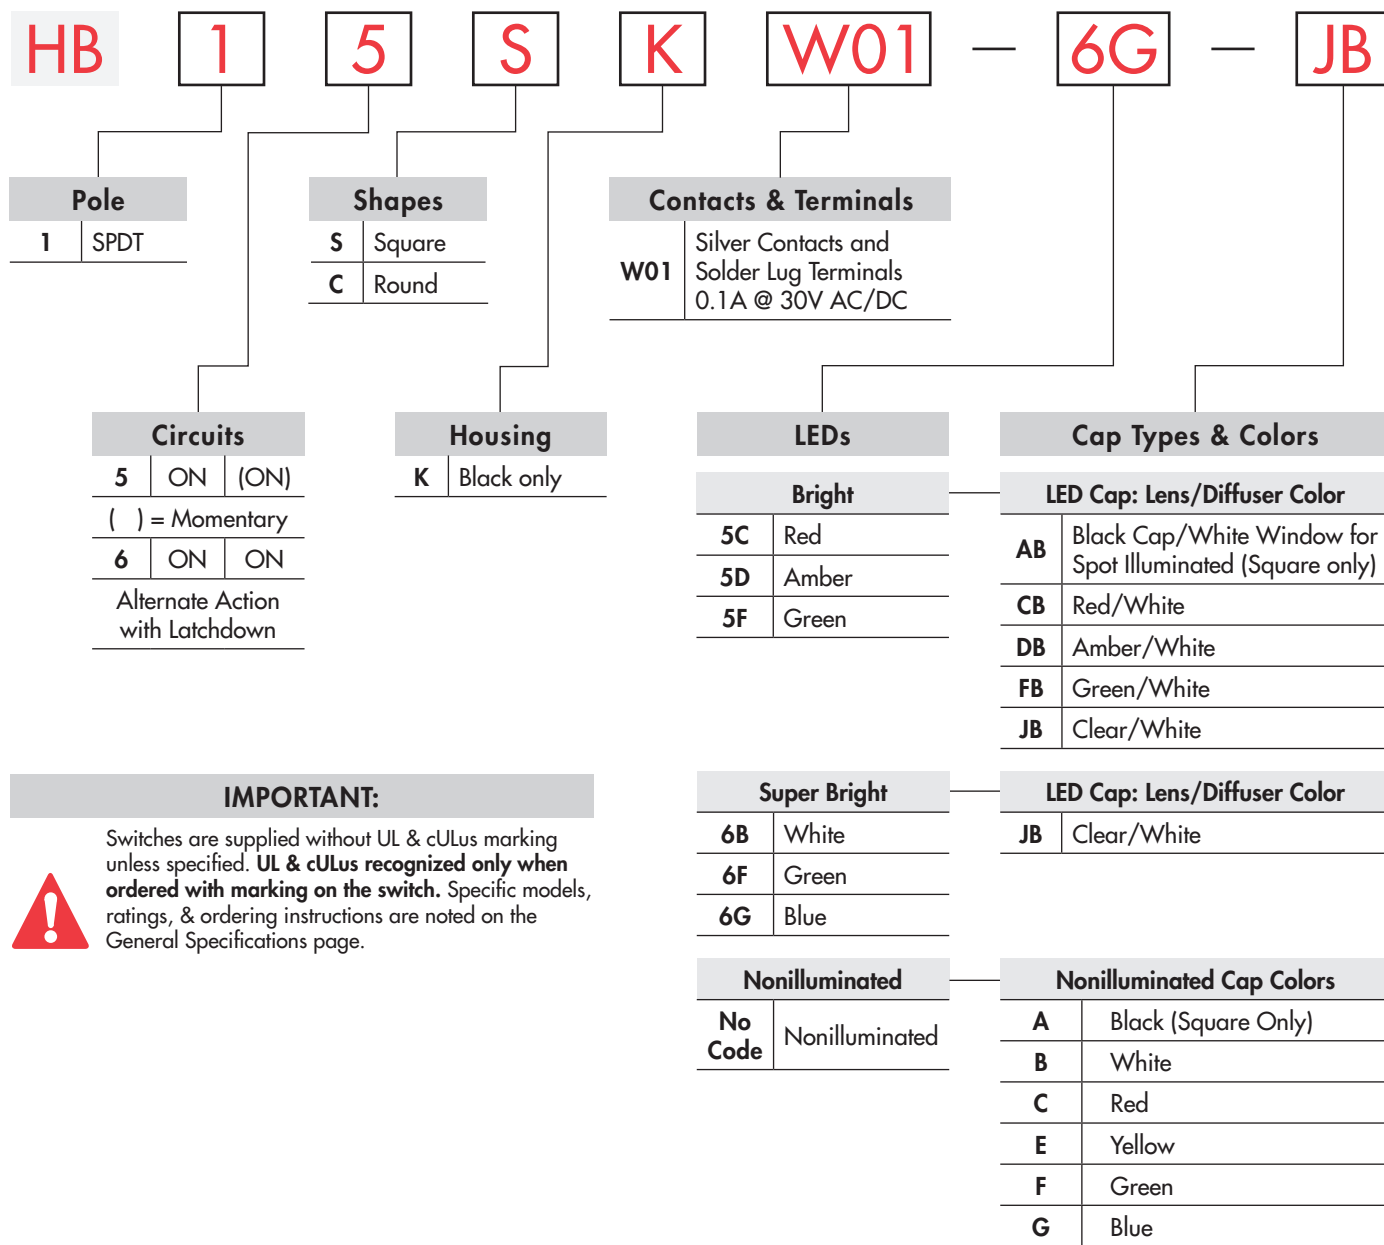 HB 1 5 S K W01 — 6G — JB
Pole
1 SPDT
Shapes
S Square
C Round
Contacts & Terminals
W01 Silver Contacts and
Solder Lug Terminals
0.1A @ 30V AC/DC
Circuits
5 ON (ON)
( ) = Momentary
6 ON ON
Alternate Action
with Latchdown
Housing
K Black only
LEDs
Bright
5C Red
5D Amber
5F Green
Super Bright
6B White
6F Green
6G Blue
Nonilluminated
No
Code Nonilluminated
Cap Types & Colors
LED Cap: Lens/Diffuser Color
AB Black Cap/White Window for
Spot Illuminated (Square only)
CB Red/White
DB Amber/White
FB Green/White
JB Clear/White
LED Cap: Lens/Diffuser Color
JB Clear/White
Nonilluminated Cap Colors
A Black (Square Only)
B White
C Red
E Yellow
F Green
G Blue
IMPORTANT:
Switches are supplied without UL & cULus marking
unless specified. UL & cULus recognized only when
ordered with marking on the switch. Specific models,
ratings, & ordering instructions are noted on the
General Specifications page.